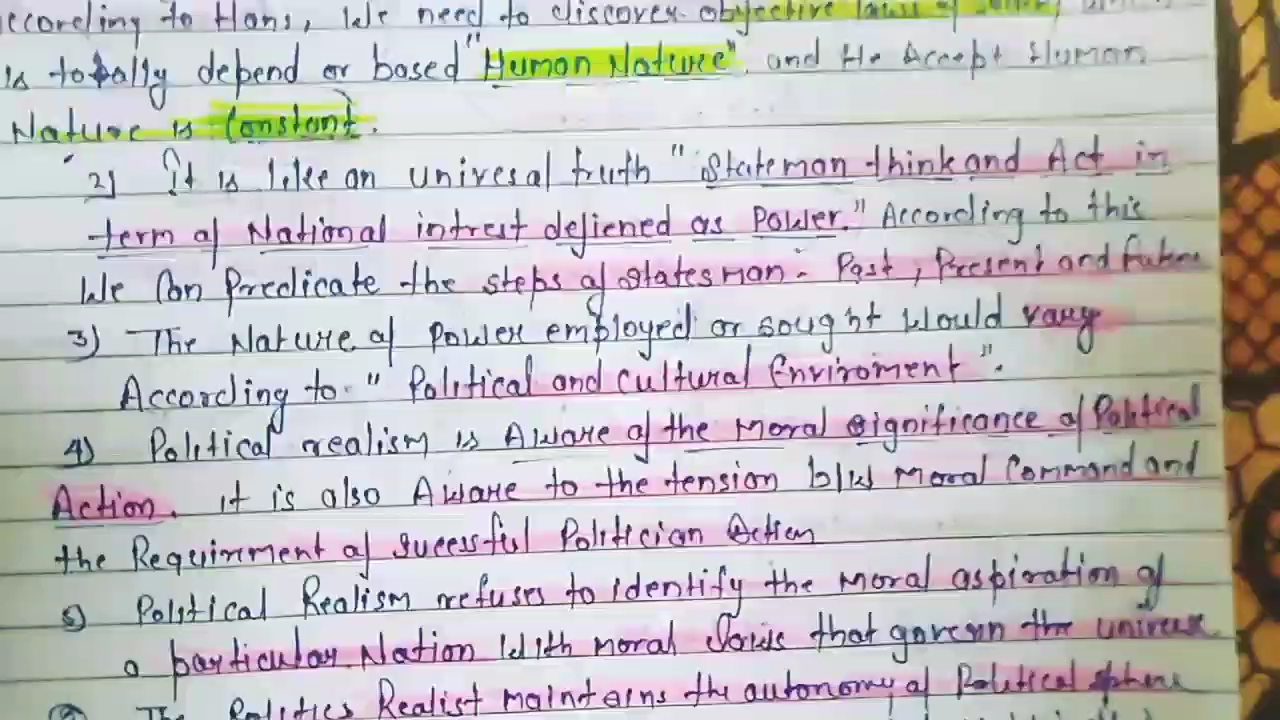 ccording to Hans, We need to discover objective laws of
is totally depend or based "Human Nature" and He Accept Human
Nature is Constant.
2) It is like an univesal truth "Stateman think and Act in
term of National intrest defiened as Power." According to this
We Can Predicate the steps of statesman - Past, Present and future
3) The Nature of Power employed or sought would vary
According to "Political and cultural Enviroment".
4) Political realism is Aware of the moral significance of Political
Action. it is also Aware to the tension b/w moral Command and
the Requirment of sucessful Politician Action
5) Political Realism refuses to identify the moral aspiration of
a particular Nation With moral laws that govern the universe
The Politics Realist maintains the autonomy of Political sphere